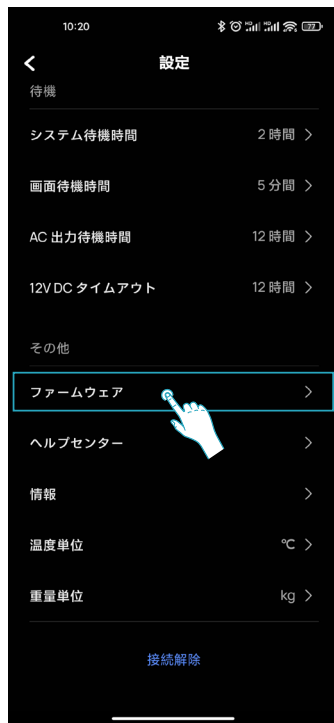 10:20
HD HD 77
設定
待機
システム待機時間 2 時間
画面待機時間 5 分間
AC 出力待機時間 12 時間
12V DC タイムアウト 12 時間
その他
ファームウェア
ヘルプセンター
情報
温度単位 ℃
重量単位 kg
接続解除